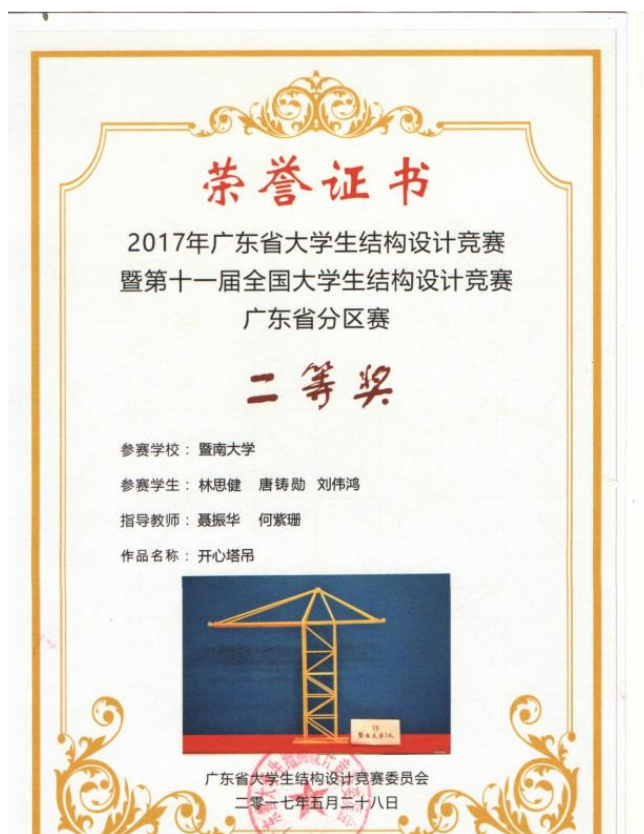 荣誉证书
2017年广东省大学生结构设计竞赛
暨第十一届全国大学生结构设计竞赛
广东省分区赛
二等奖
参赛学校：暨南大学
参赛学生：林思健 唐铸勋 刘伟鸿
指导教师：聂振华 何紫珊
作品名称：开心塔吊
15
暨南大学1队
广东省大学生结构设计竞赛委员会
二零一七年五月二十八日